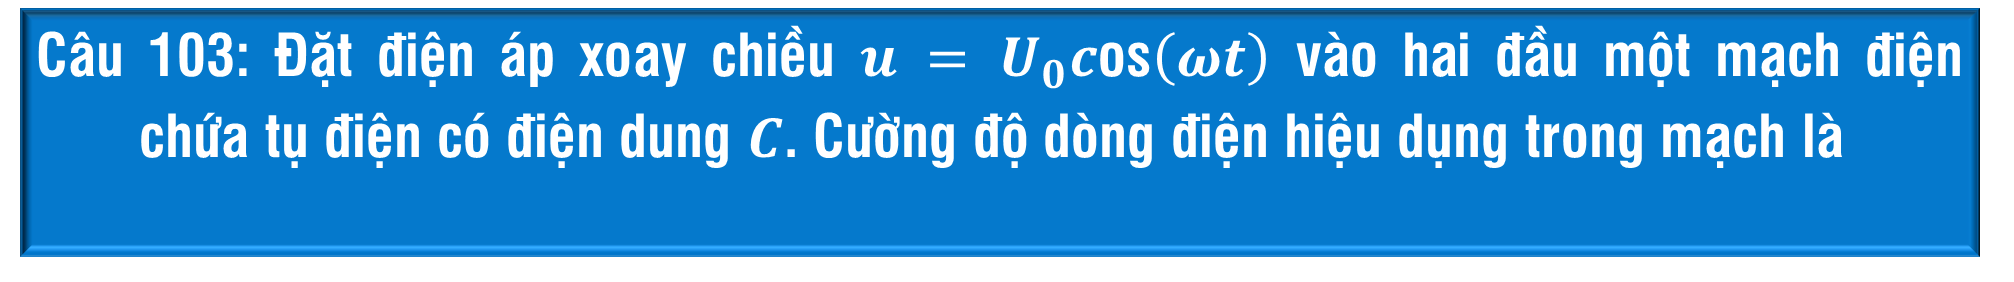 Câu 103: Đặt điện áp xoay chiều u = U₀cos(ωt) vào hai đầu một mạch điện
chứa tụ điện có điện dung C. Cường độ dòng điện hiệu dụng trong mạch là